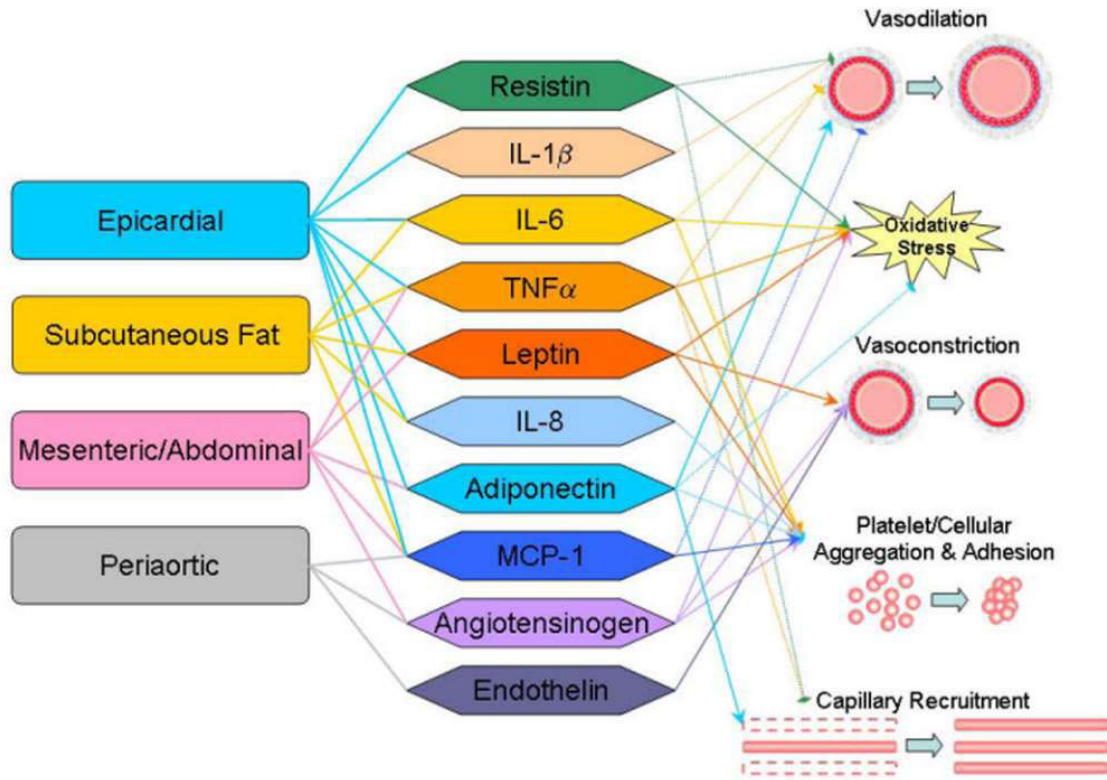 Epicardial
Subcutaneous Fat
Mesenteric/Abdominal
Periaortic
Resistin
IL-1β
IL-6
TNFα
Leptin
IL-8
Adiponectin
MCP-1
Angiotensinogen
Endothelin
Vasodilation
Oxidative
Stress
Vasoconstriction
Platelet/Cellular
Aggregation & Adhesion
Capillary Recruitment